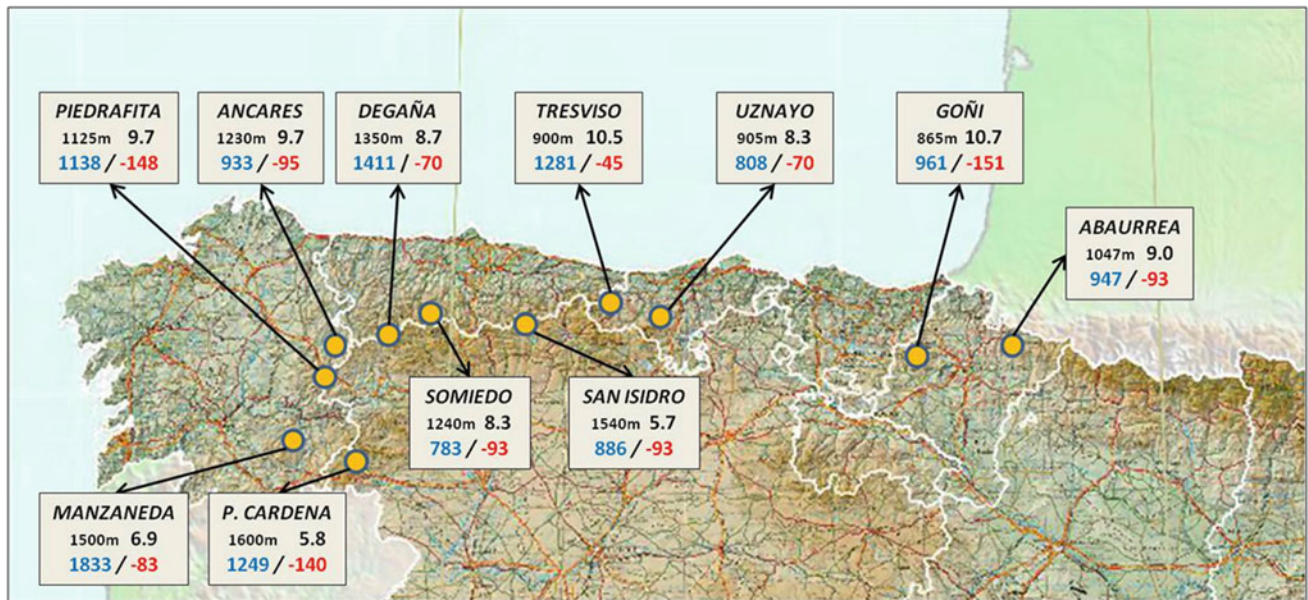 PIEDRAFITA
1125m 9.7
1138 / -148
ANCARES
1230m 9.7
933 / -95
DEGAÑA
1350m 8.7
1411 / -70
TRESVISO
900m 10.5
1281 / -45
UZNAYO
905m 8.3
808 / -70
GOÑI
865m 10.7
961 / -151
ABAURREA
1047m 9.0
947 / -93
SOMIEDO
1240m 8.3
783 / -93
SAN ISIDRO
1540m 5.7
886 / -93
MANZANEDA
1500m 6.9
1833 / -83
P. CARDENA
1600m 5.8
1249 / -140